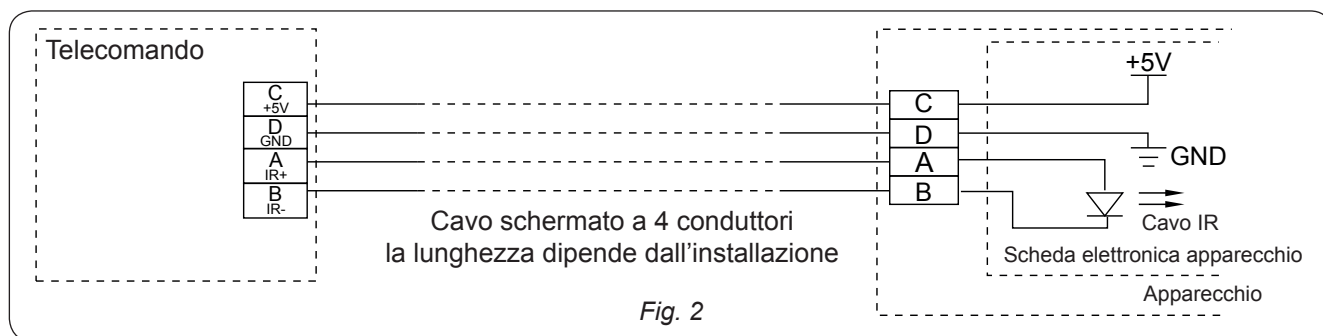 Telecomando
C
+5V
D
GND
A
IR+
B
IR-
Cavo schermato a 4 conduttori
la lunghezza dipende dall’installazione
C
D
A
B
+5V
GND
Cavo IR
Scheda elettronica apparecchio
Apparecchio
Fig. 2